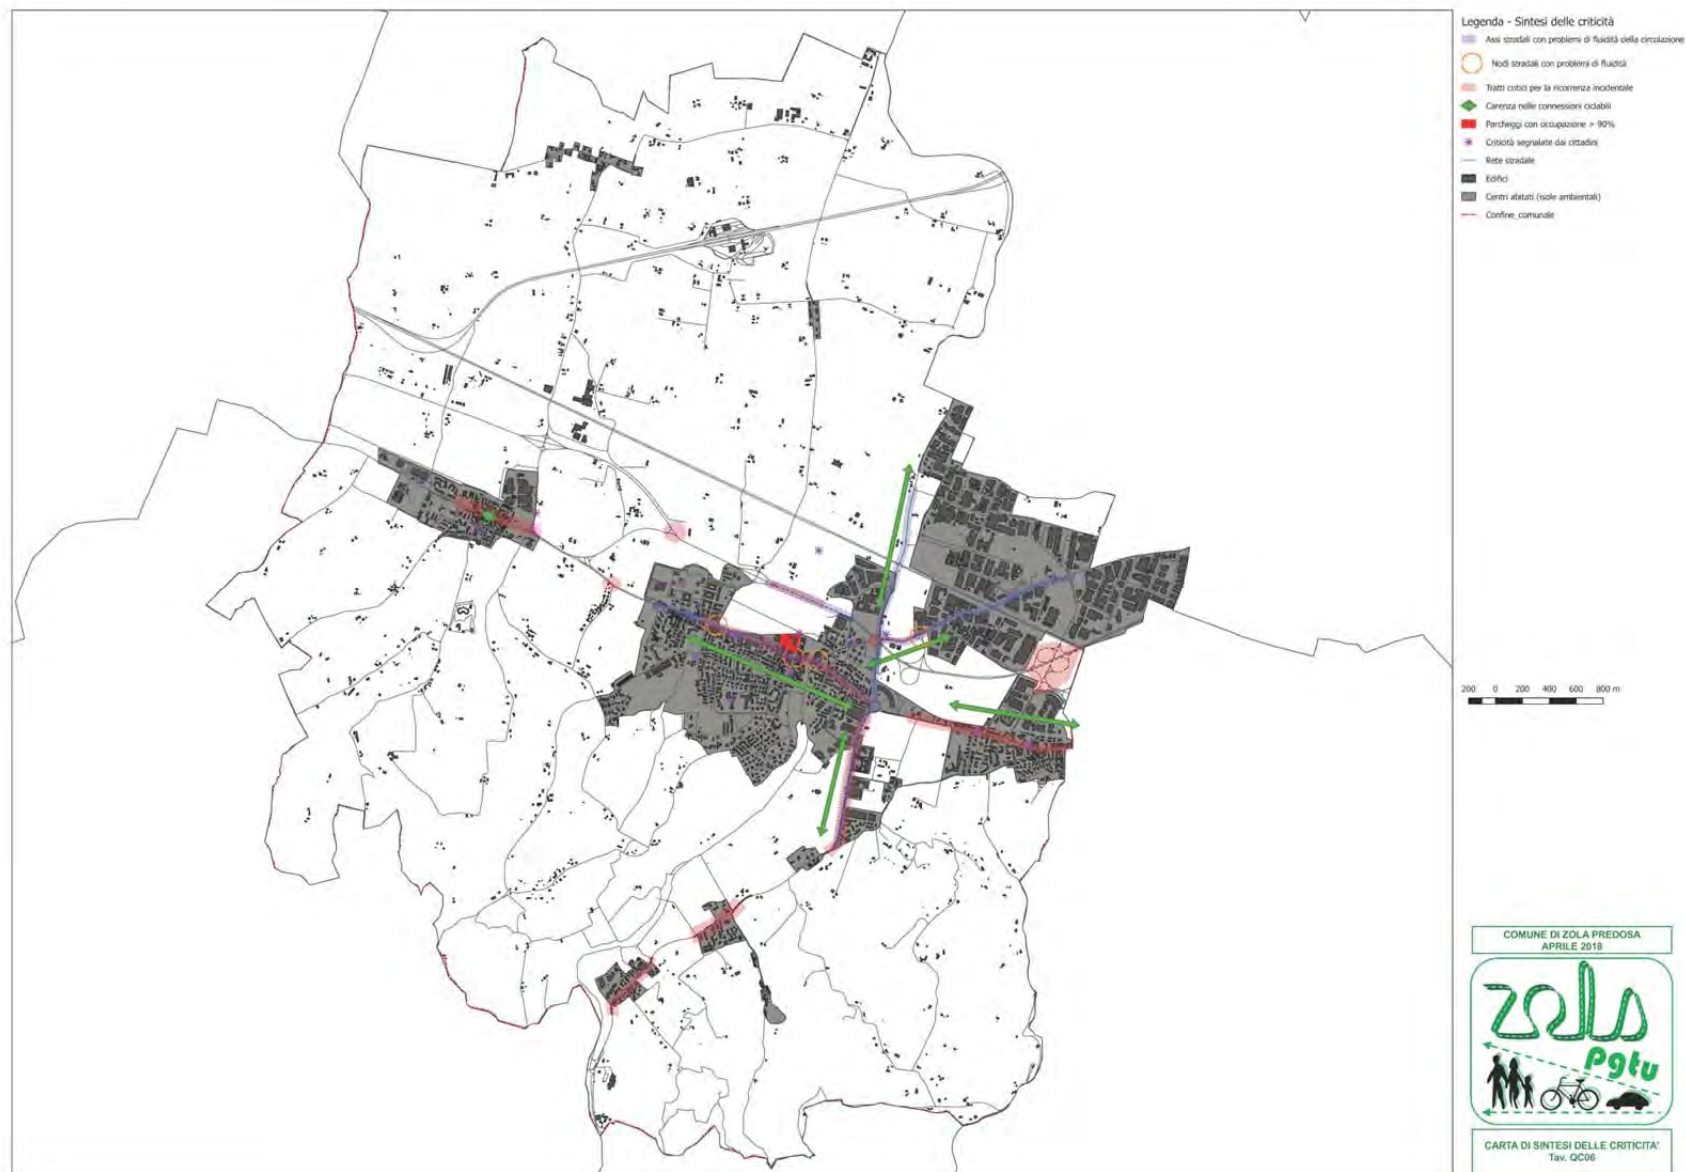 Legenda - Sintesi delle criticità
Assi stradali con problemi di fluidità della circolazione
Nodi stradali con problemi di fluidità
Tratti critici per la ricorrenza incidentale
Carenza nelle connessioni ciclabili
Parcheggi con occupazione > 90%
Criticità segnalate dai cittadini
Rete stradale
Edifici
Centri abitati (isole ambientali)
Confine_comunale
200 0 200 400 600 800 m
COMUNE DI ZOLA PREDOSA
APRILE 2018
zola
pgtu
CARTA DI SINTESI DELLE CRITICITA'
Tav. QC06